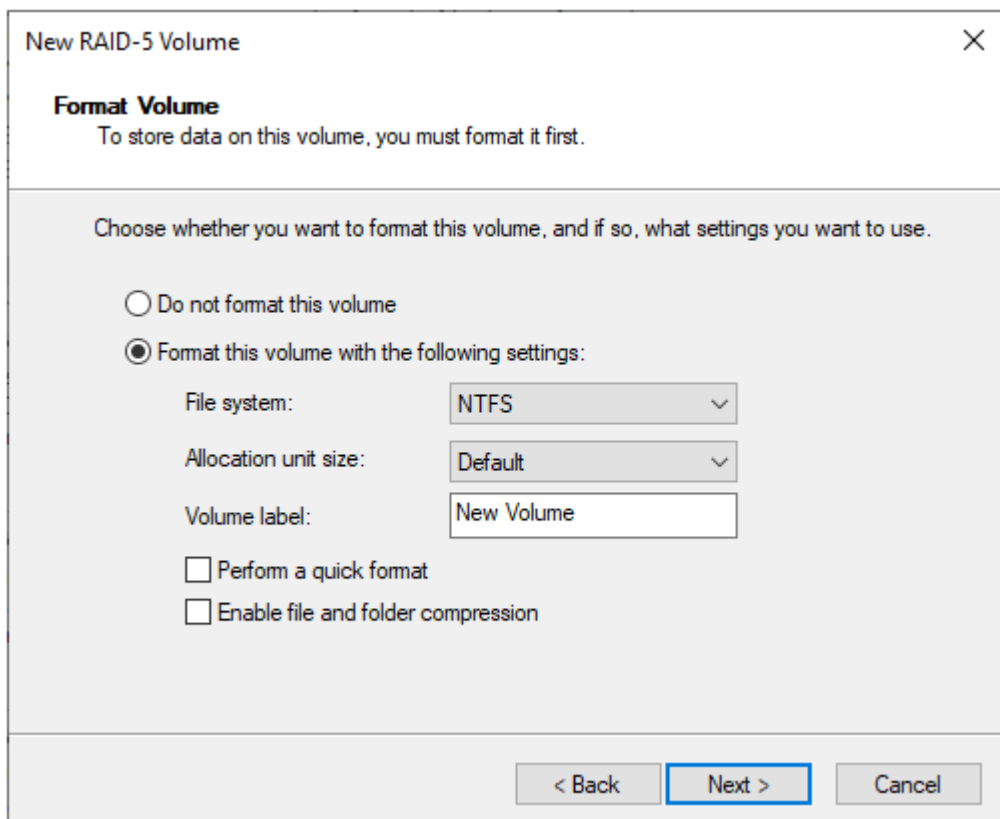 New RAID-5 Volume
Format Volume
To store data on this volume, you must format it first.
Choose whether you want to format this volume, and if so, what settings you want to use.
Do not format this volume
Format this volume with the following settings:
File system: NTFS
Allocation unit size: Default
Volume label: New Volume
Perform a quick format
Enable file and folder compression
< Back Next > Cancel